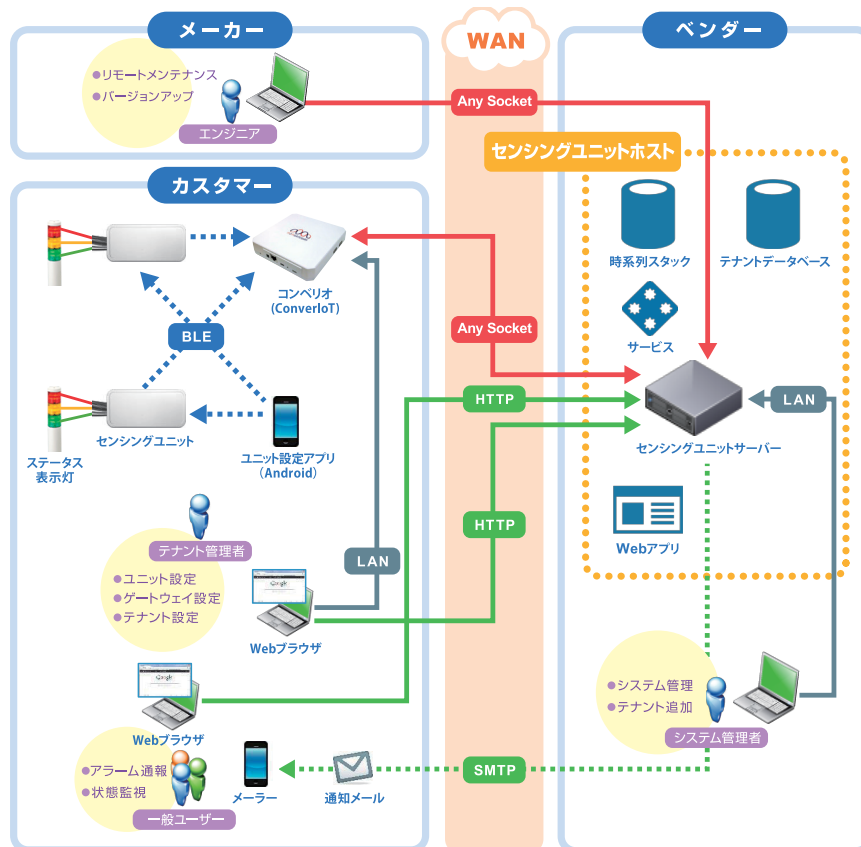 メーカー
WAN
ベンダー
●リモートメンテナンス
●バージョンアップ
エンジニア
Any Socket
センシングユニットホスト
カスタマー
時系列スタック
テナントデータベース
コンベリオ
(ConverIoT)
BLE
Any Socket
サービス
HTTP
LAN
センシングユニット
ステータス
表示灯
ユニット設定アプリ
(Android)
センシングユニットサーバー
HTTP
Webアプリ
テナント管理者
LAN
●ユニット設定
●ゲートウェイ設定
●テナント設定
Google
Webブラウザ
Google
Webブラウザ
●システム管理
●テナント追加
システム管理者
●アラーム通報
●状態監視
一般ユーザー
メーラー
通知メール
SMTP